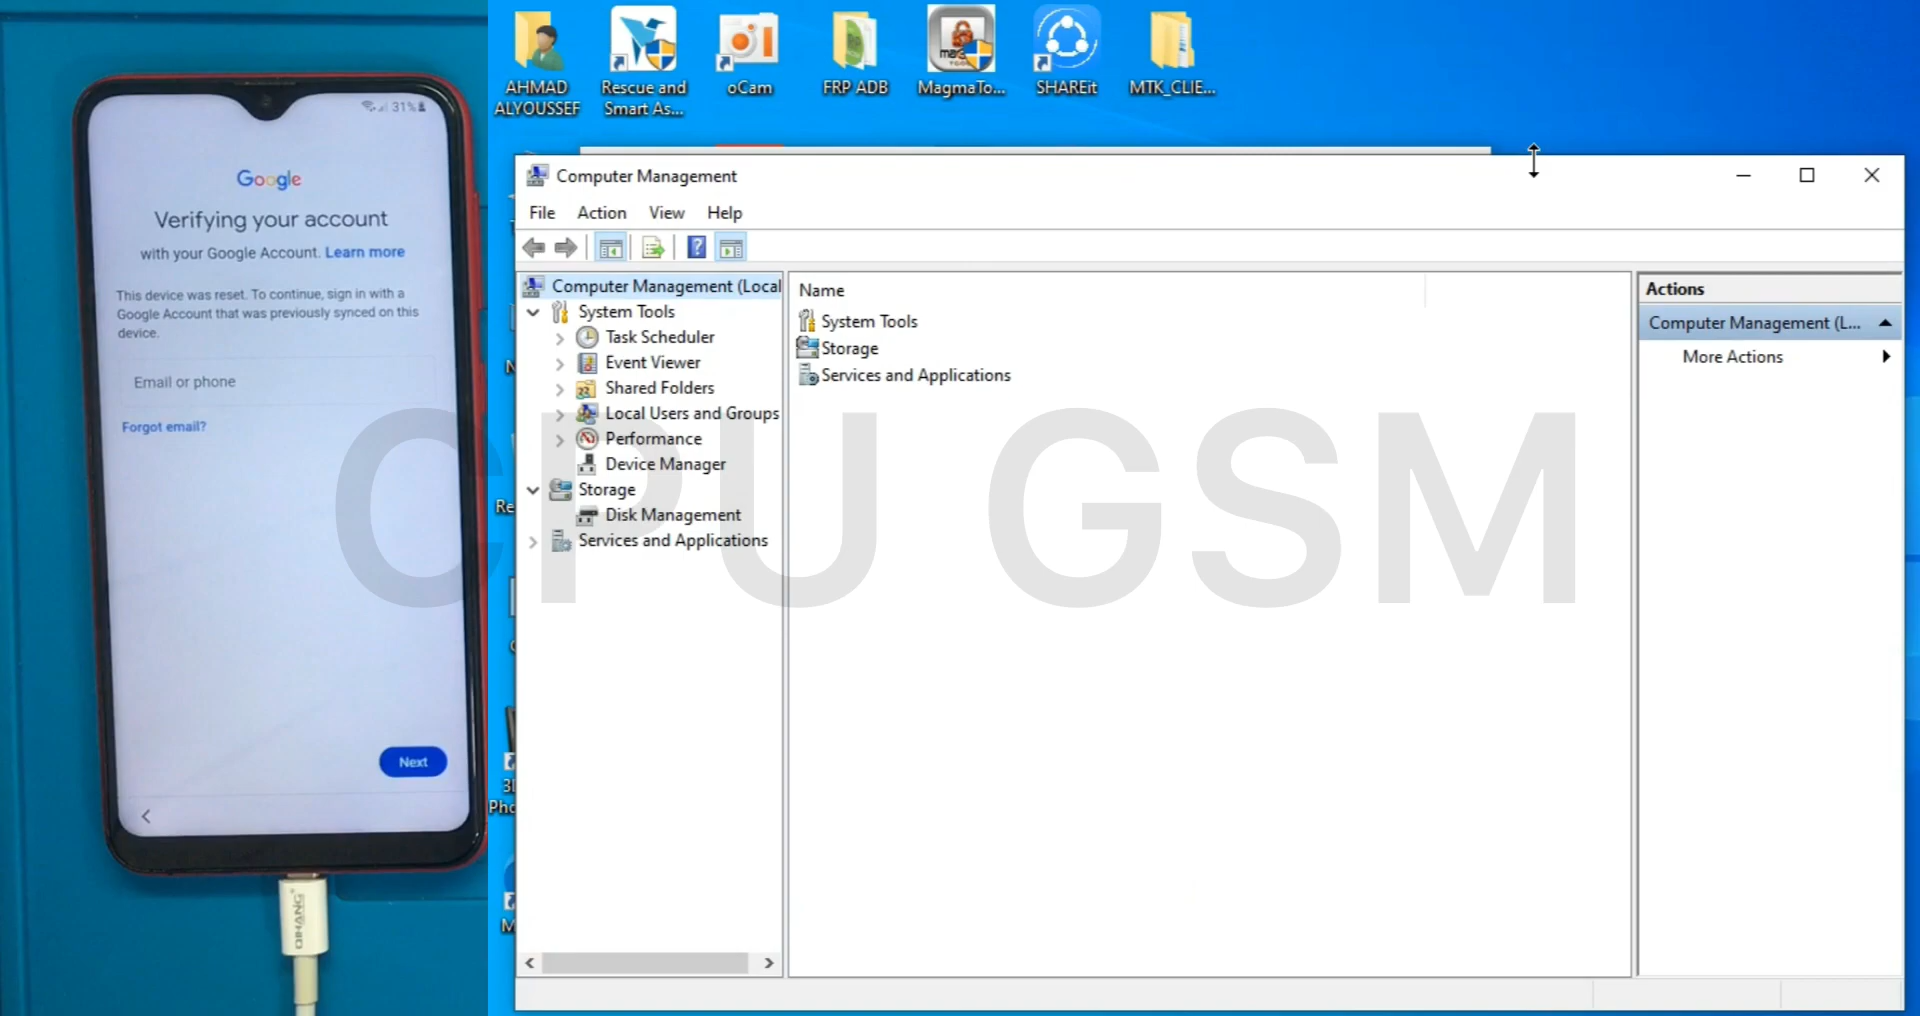 31%
Google
Verifying your account
with your Google Account. Learn more
This device was reset. To continue, sign in with a
Google Account that was previously synced on this
device.
Email or phone
Forgot email?
Next
QIHANG
AHMAD
ALYOUSSEF
Rescue and
Smart As...
oCam
FRP ADB
MagmaTo...
SHAREit
MTK_CLIE...
Computer Management
File Action View Help
Computer Management (Local
System Tools
Task Scheduler
Event Viewer
Shared Folders
Local Users and Groups
Performance
Device Manager
Storage
Disk Management
Services and Applications
Name
System Tools
Storage
Services and Applications
Actions
Computer Management (L...
More Actions
CPU GSM
Re
Pho